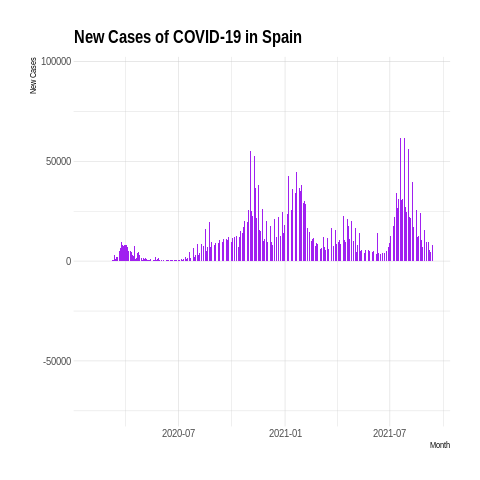 New Cases of COVID-19 in Spain
New Cases
100000
50000
0
-50000
2020-07
2021-01
2021-07
Month